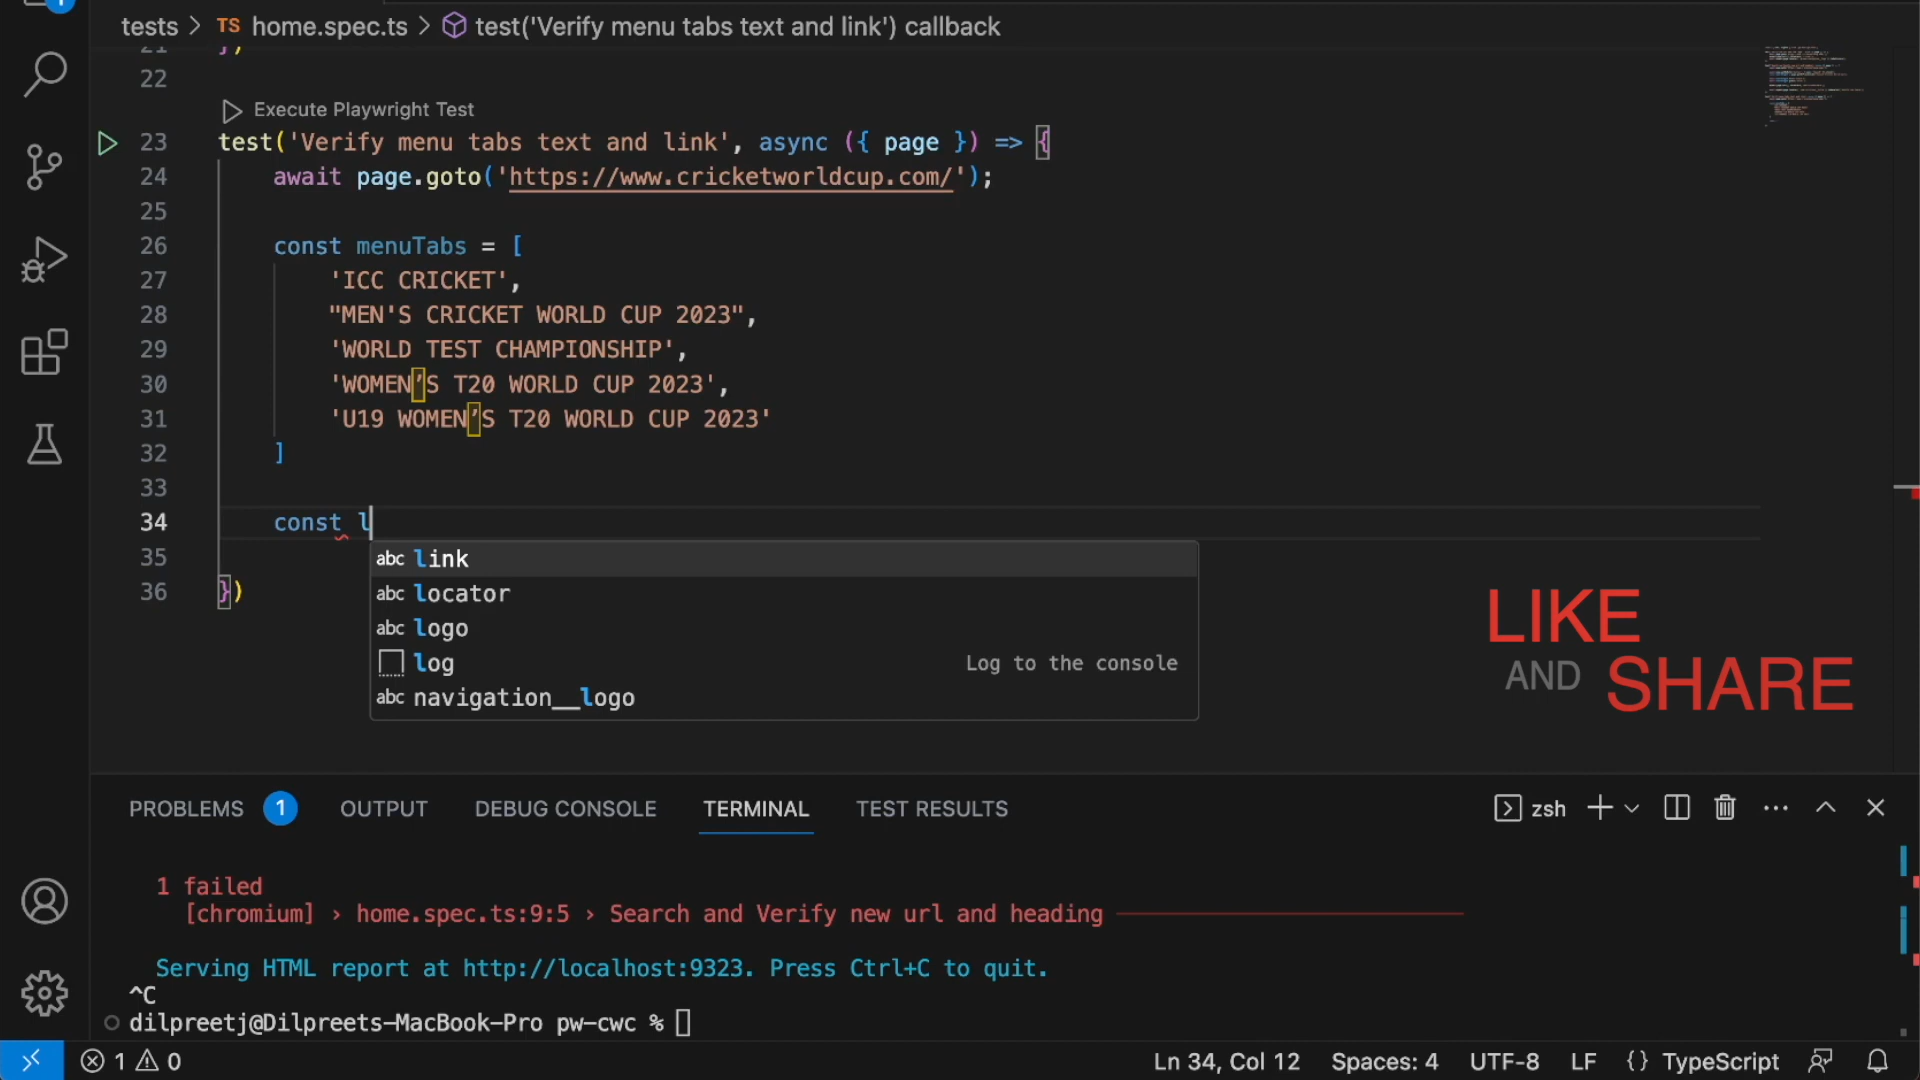 1
tests > TS home.spec.ts > test('Verify menu tabs text and link') callback
21 });
22
Execute Playwright Test
23 test('Verify menu tabs text and link', async ({ page }) => {
24 await page.goto('https://www.cricketworldcup.com/');
25
26 const menuTabs = [
27 'ICC CRICKET',
28 "MEN'S CRICKET WORLD CUP 2023",
29 'WORLD TEST CHAMPIONSHIP',
30 'WOMEN’S T20 WORLD CUP 2023',
31 'U19 WOMEN’S T20 WORLD CUP 2023'
32 ]
33
34 const l
35
36 })
abc link
abc locator
abc logo
log Log to the console
abc navigation__logo
LIKE
AND SHARE
PROBLEMS 1 OUTPUT DEBUG CONSOLE TERMINAL TEST RESULTS zsh
1 failed
[chromium] › home.spec.ts:9:5 › Search and Verify new url and heading
Serving HTML report at http://localhost:9323. Press Ctrl+C to quit.
^C
dilpreetj@Dilpreets-MacBook-Pro pw-cwc %
1 0 Ln 34, Col 12 Spaces: 4 UTF-8 LF {} TypeScript